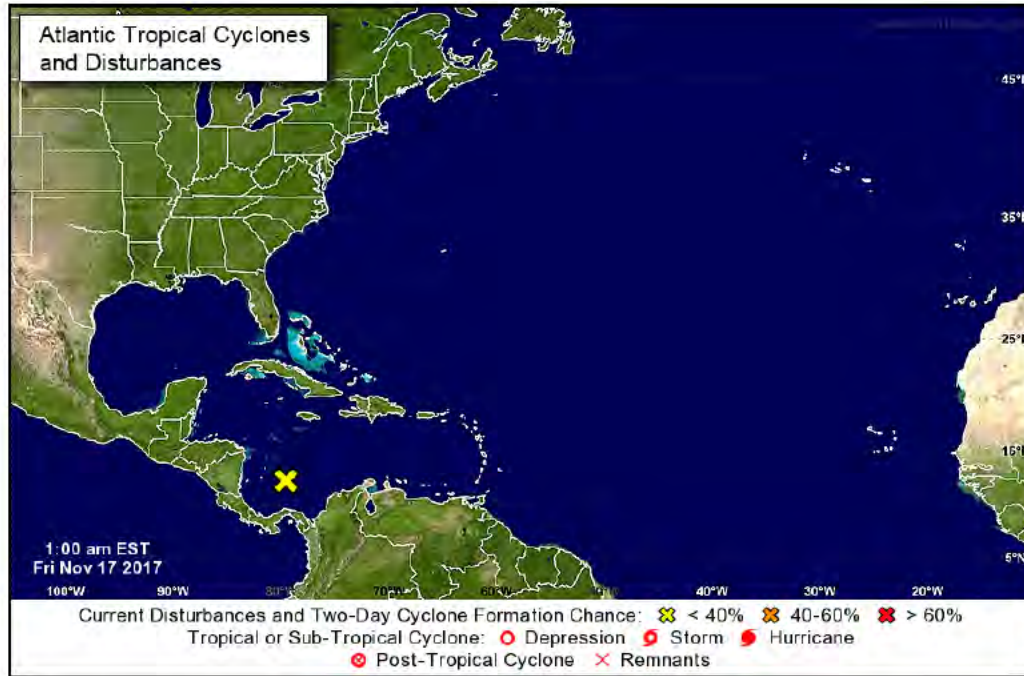 Atlantic Tropical Cyclones
and Disturbances
45°N
35°N
25°N
15°N
5°N
1:00 am EST
Fri Nov 17 2017
100°W 90°W 80°W 70°W 60°W 50°W 40°W 30°W 20°W
Current Disturbances and Two-Day Cyclone Formation Chance: < 40% 40-60% > 60%
Tropical or Sub-Tropical Cyclone: Depression Storm Hurricane
Post-Tropical Cyclone Remnants